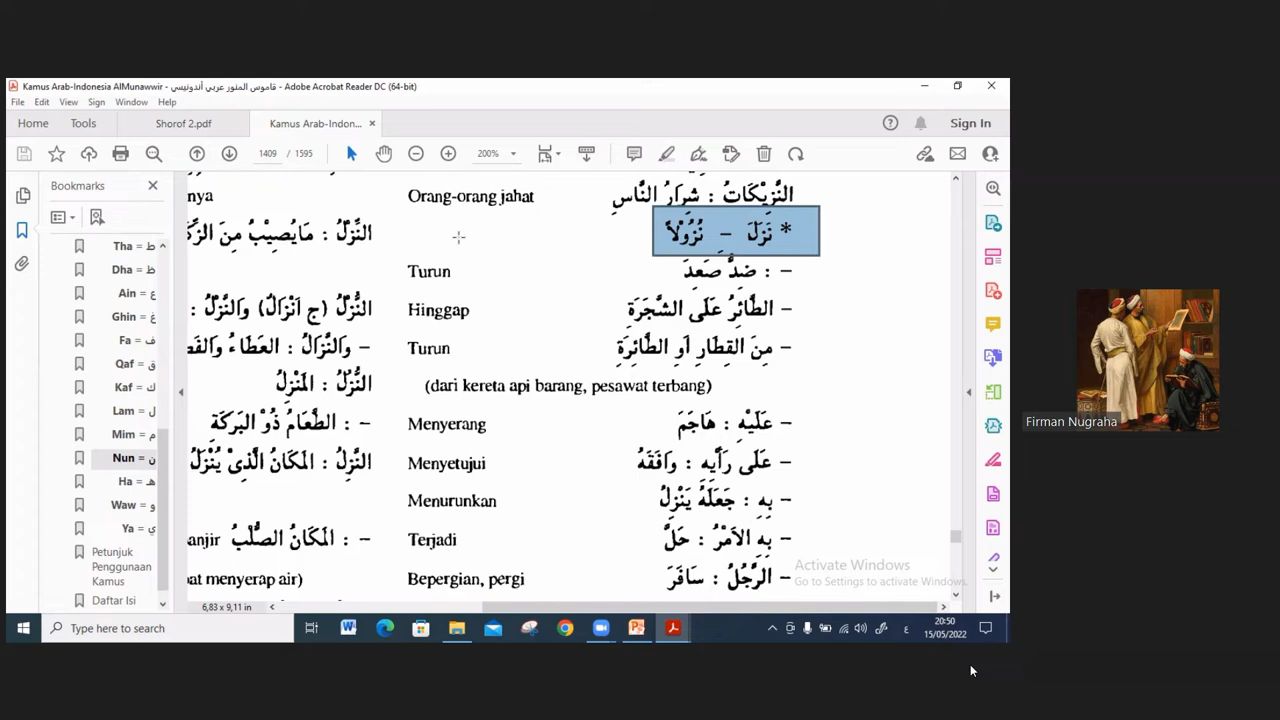 Kamus Arab-Indonesia AlMunawwir - قاموس المنور عربي أندونيسي - Adobe Acrobat Reader DC (64-bit)
File Edit View Sign Window Help
Home Tools Shorof 2.pdf Kamus Arab-Indon... × ? Sign In
1409 / 1595 200%
Bookmarks
Tha = ط
Dha = ظ
Ain = ع
Ghin = غ
Fa = ف
Qaf = ق
Kaf = ك
Lam = ل
Mim = م
Nun = ن
Ha = هـ
Waw = و
Ya = ي
Petunjuk
Penggunaan
Kamus
Daftar Isi
النَّزِيْكَاتُ : شِرَارُ النَّاسِ Orang-orang jahat
* نَزَلَ – نُزُوْلاً
– : ضِدُّ صَعِدَ Turun
– الطَّائِرُ عَلَى الشَّجَرَةِ Hinggap
– مِنَ القِطَارِ أَوِ الطَّائِرَةِ Turun
(dari kereta api barang, pesawat terbang)
– عَلَيْهِ : هَاجَمَ Menyerang
– عَلَى رَأْيِهِ : وَافَقَهُ Menyetujui
– بِهِ : جَعَلَهُ يَنْزِلُ Menurunkan
– بِهِ الاَمْرُ : حَلَّ Terjadi
– الرَّجُلُ : سَافَرَ Bepergian, pergi
nya
النَّزْلُ : مَايُصِيْبُ مِنَ
النُّزْلُ (ج اَنْزَالٌ) وَالنُّزُلُ :
– وَالنُّزَالُ : العَطَاءُ
النُّزُلُ : المَنْزِلُ
– : الطَّعَامُ ذُوْ البَرَكَةِ
النَّزِلُ : المَكَانُ الَّذِيْ يُنْزَلُ
– : المَكَانُ الصُّلْبُ anjir
at menyerap air)
Activate Windows
Go to Settings to activate Windows.
6,83 x 9,11 in
Type here to search
20:50
15/05/2022
Firman Nugraha